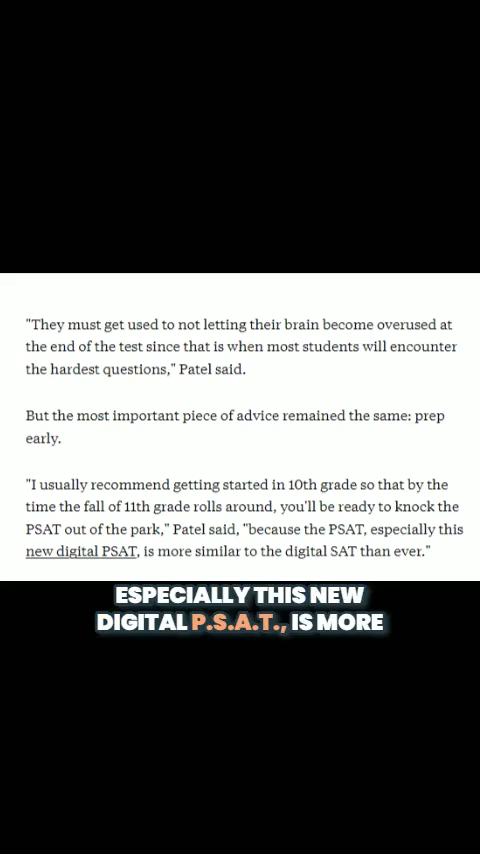 "They must get used to not letting their brain become overused at
the end of the test since that is when most students will encounter
the hardest questions," Patel said.
But the most important piece of advice remained the same: prep
early.
"I usually recommend getting started in 10th grade so that by the
time the fall of 11th grade rolls around, you'll be ready to knock the
PSAT out of the park," Patel said, "because the PSAT, especially this
new digital PSAT, is more similar to the digital SAT than ever."
ESPECIALLY THIS NEW
DIGITAL P.S.A.T., IS MORE